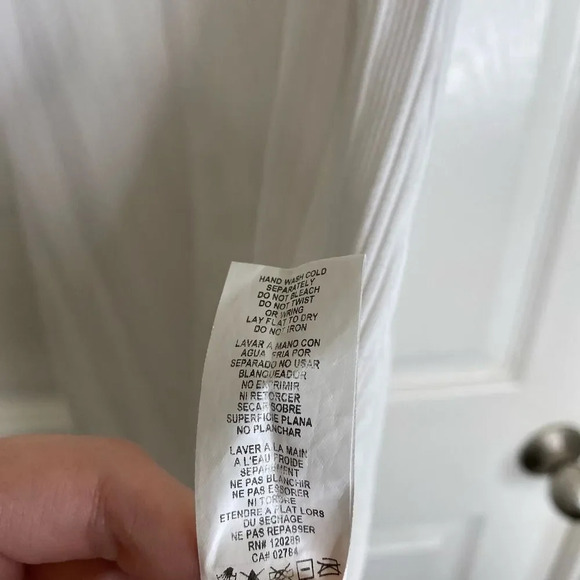 HAND WASH COLD
SEPARATELY
DO NOT BLEACH
DO NOT TWIST
OR WRING
LAY FLAT TO DRY
DO NOT IRON
LAVAR A MANO CON
AGUA FRIA POR
SEPARADO NO USAR
BLANQUEADOR
NO EXPRIMIR
NI RETORCER
SECAR SOBRE
SUPERFICIE PLANA
NO PLANCHAR
LAVER A LA MAIN
A L'EAU FROIDE
SEPAREMENT
NE PAS BLANCHIR
NE PAS ESSORER
NI TORDRE
ETENDRE A PLAT LORS
DU SECHAGE
NE PAS REPASSER
RN# 120289
CA# 02764